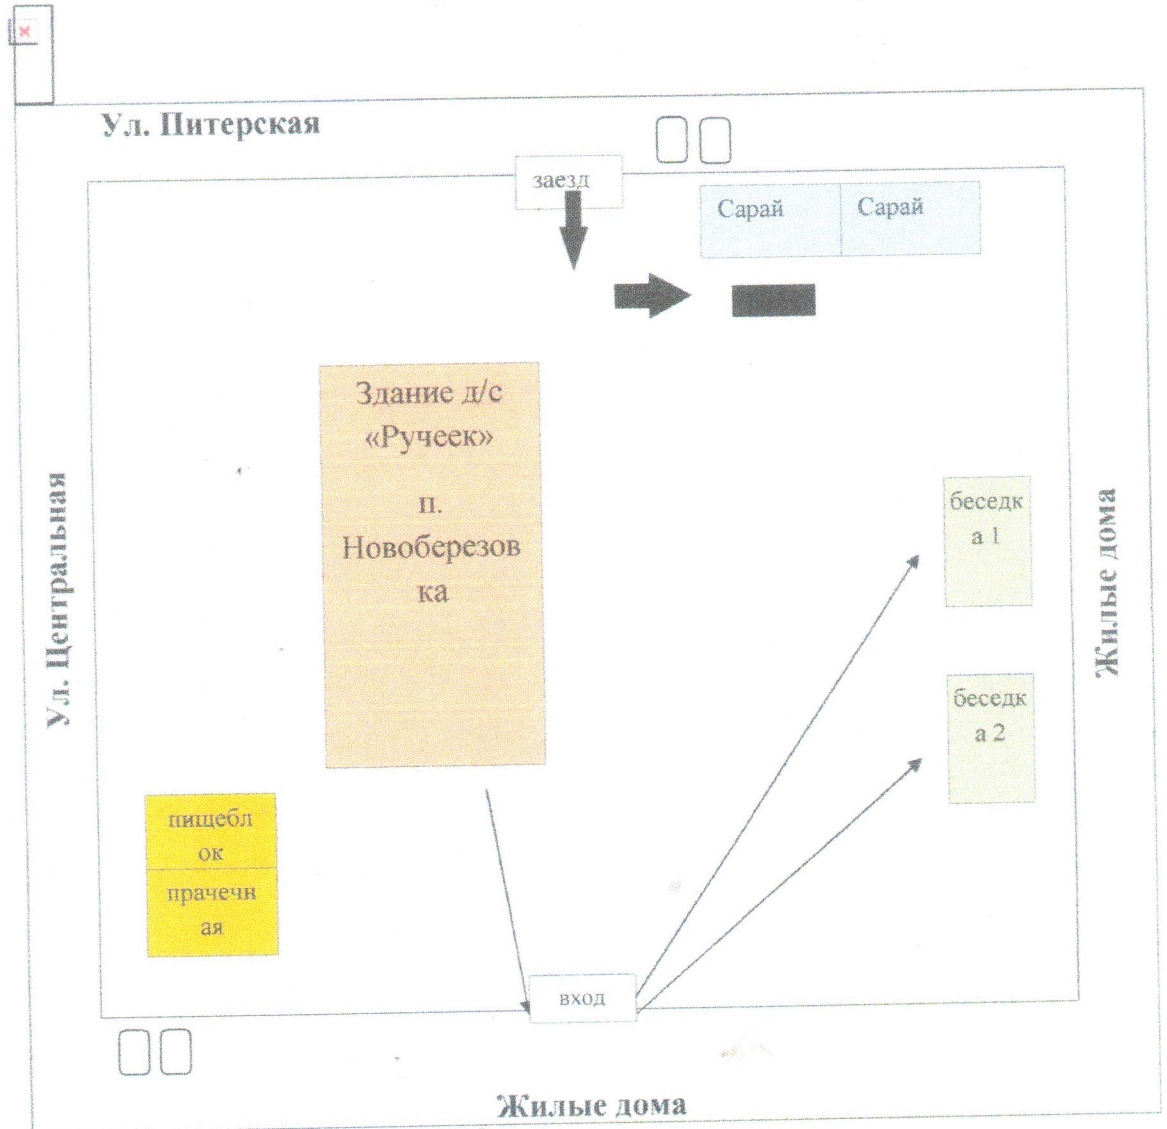 Ул. Питерская
заезд
Сарай
Сарай
Здание д/с
«Ручеек»
п.
Новоберезов
ка
Ул. Центральная
беседк
а 1
Жилые дома
беседк
а 2
пищебл
ок
прачечн
ая
вход
Жилые дома